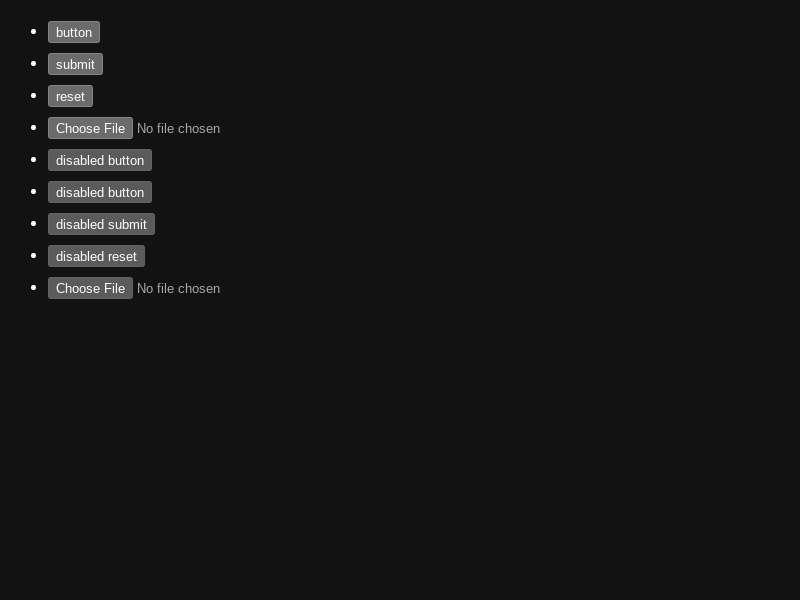 button
submit
reset
Choose File No file chosen
disabled button
disabled button
disabled submit
disabled reset
Choose File No file chosen